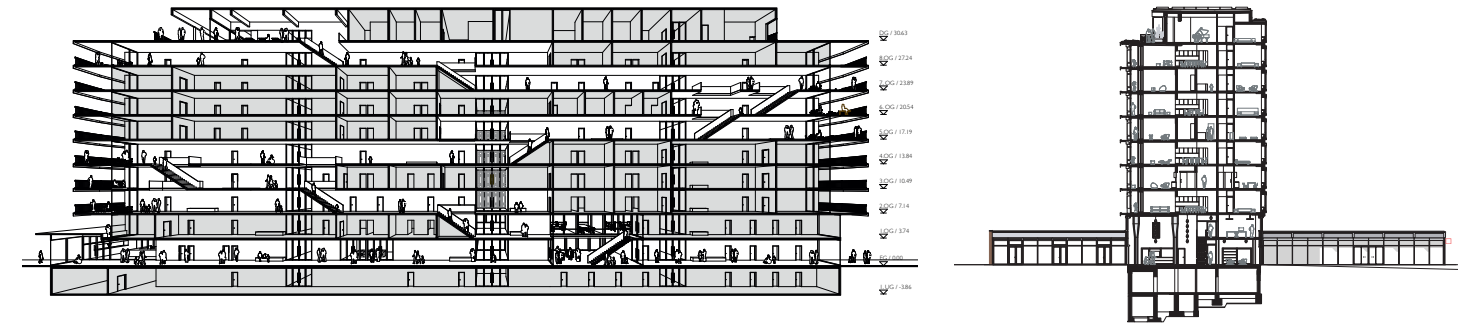 DG / 30.63
8.OG / 27.24
7. OG / 23.89
6. OG / 20.54
5.OG / 17.19
4.OG / 13.84
3.OG / 10.49
2.OG / 7.14
1.OG / 3.74
EG / 0.00
1. UG / -3.86